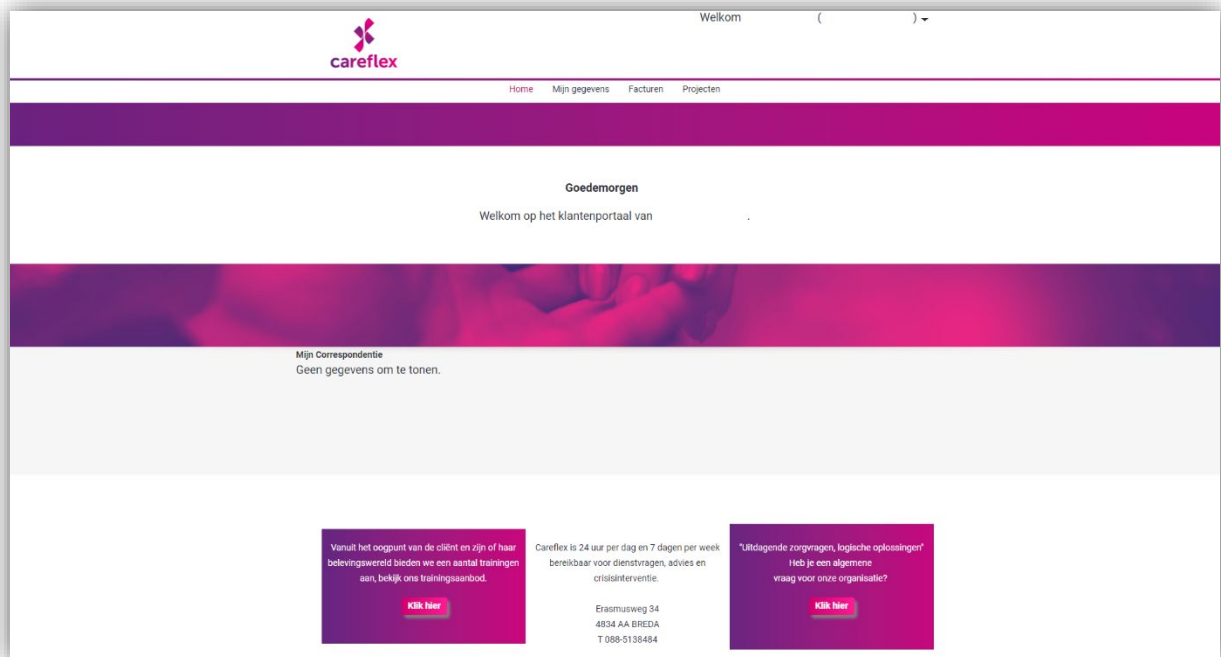 Welkom ( )
careflex
Home Mijn gegevens Facturen Projecten
Goedemorgen
Welkom op het klantenportaal van .
Mijn Correspondentie
Geen gegevens om te tonen.
Vanuit het oogpunt van de cliënt en zijn of haar
belevingswereld bieden we een aantal trainingen
aan, bekijk ons trainingsaanbod.
Klik hier
Careflex is 24 uur per dag en 7 dagen per week
bereikbaar voor dienstvragen, advies en
crisisinterventie.
Erasmusweg 34
4834 AA BREDA
T 088-5138484
"Uitdagende zorgvragen, logische oplossingen"
Heb je een algemene
vraag voor onze organisatie?
Klik hier